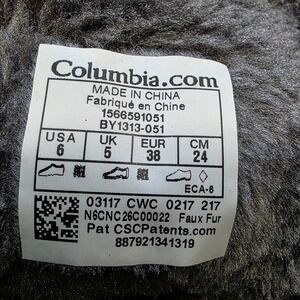 Columbia.com
MADE IN CHINA
Fabriqué en Chine
1566591051
BY1313-051
USA UK EUR CM
6 5 38 24
ECA-6
03117 CWC 0217 217
N6CNC26C00022 Faux Fur
Pat CSCPatents.com
887921341319